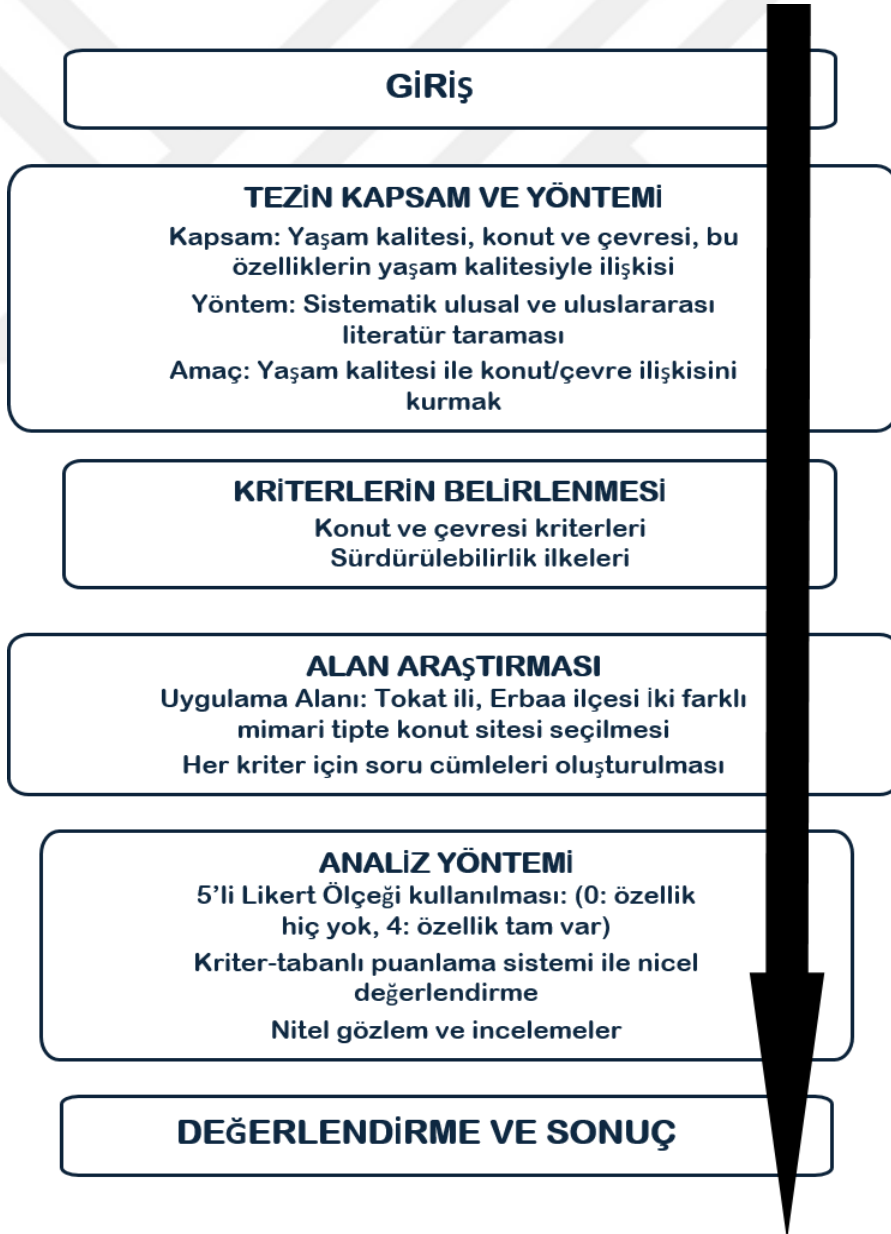 GİRİŞ
TEZİN KAPSAM VE YÖNTEMİ
Kapsam: Yaşam kalitesi, konut ve çevresi, bu
özelliklerin yaşam kalitesiyle ilişkisi
Yöntem: Sistematik ulusal ve uluslararası
literatür taraması
Amaç: Yaşam kalitesi ile konut/çevre ilişkisini
kurmak
KRİTERLERİN BELİRLENMESİ
Konut ve çevresi kriterleri
Sürdürülebilirlik ilkeleri
ALAN ARAŞTIRMASI
Uygulama Alanı: Tokat ili, Erbaa ilçesi İki farklı
mimari tipte konut sitesi seçilmesi
Her kriter için soru cümleleri oluşturulması
ANALİZ YÖNTEMİ
5’li Likert Ölçeği kullanılması: (0: özellik
hiç yok, 4: özellik tam var)
Kriter-tabanlı puanlama sistemi ile nicel
değerlendirme
Nitel gözlem ve incelemeler
DEĞERLENDİRME VE SONUÇ